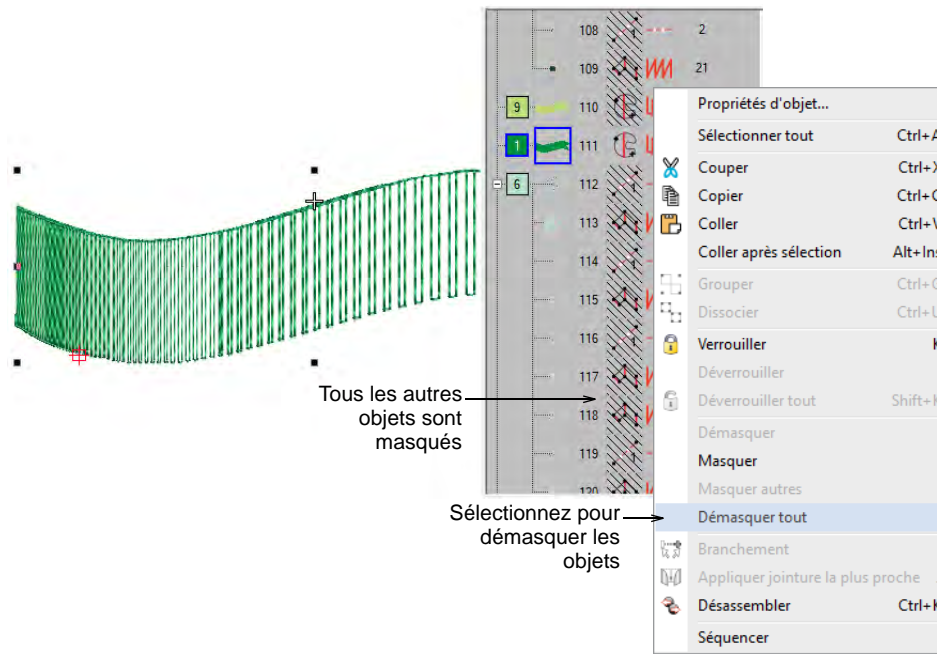 108 2
109 21
9 110
1 111
6 112
113
114
115
116
117
118
119
120
Propriétés d'objet...
Sélectionner tout Ctrl+A
Couper Ctrl+X
Copier
Coller Ctrl+V
Coller après sélection Alt+Ins
Grouper
Dissocier Ctrl+U
Verrouiller K
Déverrouiller
Déverrouiller tout Shift+K
Démasquer
Masquer
Masquer autres
Démasquer tout
Branchement
Appliquer jointure la plus proche
Désassembler Ctrl+K
Séquencer
Tous les autres
objets sont
masqués
Sélectionnez pour
démasquer les
objets